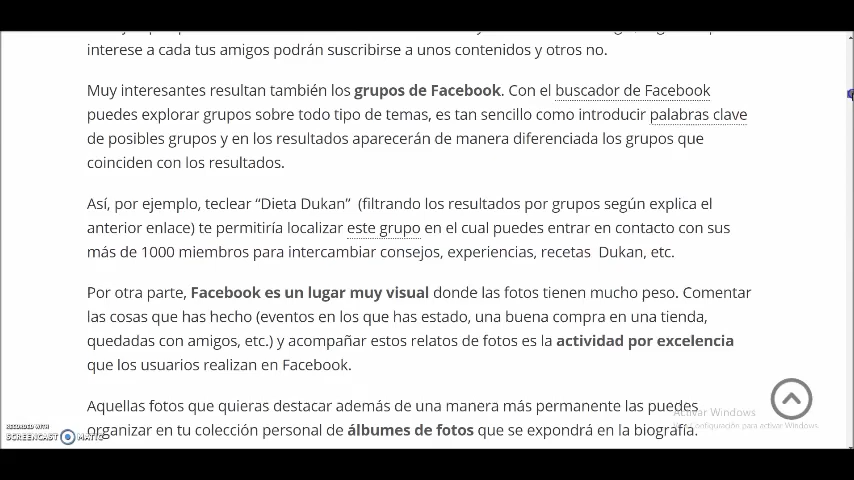 interese a cada tus amigos podrán suscribirse a unos contenidos y otros no.
Muy interesantes resultan también los grupos de Facebook. Con el buscador de Facebook
puedes explorar grupos sobre todo tipo de temas, es tan sencillo como introducir palabras clave
de posibles grupos y en los resultados aparecerán de manera diferenciada los grupos que
coinciden con los resultados.
Así, por ejemplo, teclear “Dieta Dukan” (filtrando los resultados por grupos según explica el
anterior enlace) te permitiría localizar este grupo en el cual puedes entrar en contacto con sus
más de 1000 miembros para intercambiar consejos, experiencias, recetas Dukan, etc.
Por otra parte, Facebook es un lugar muy visual donde las fotos tienen mucho peso. Comentar
las cosas que has hecho (eventos en los que has estado, una buena compra en una tienda,
quedadas con amigos, etc.) y acompañar estos relatos de fotos es la actividad por excelencia
que los usuarios realizan en Facebook.
Aquellas fotos que quieras destacar además de una manera más permanente las puedes
Activar Windows
Configuración para activar Windows.
organizar en tu colección personal de álbumes de fotos que se expondrá en la biografía.
RECORDED WITH
SCREENCAST MATIC